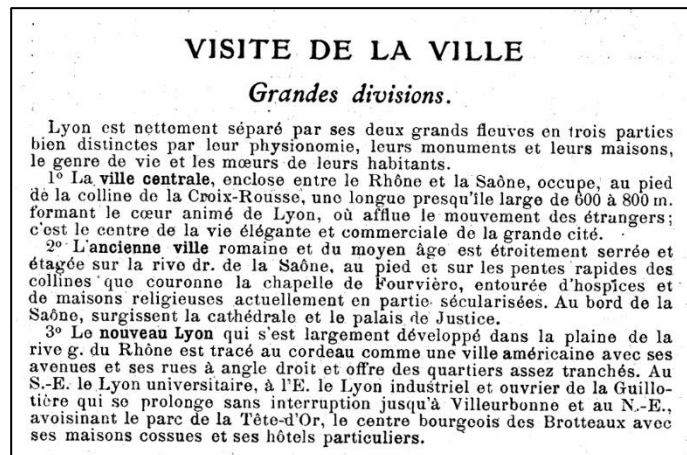 VISITE DE LA VILLE
Grandes divisions.
Lyon est nettement séparé par ses deux grands fleuves en trois parties
bien distinctes par leur physionomie, leurs monuments et leurs maisons,
le genre de vie et les mœurs de leurs habitants.
1º La ville centrale, enclose entre le Rhône et la Saône, occupe, au pied
de la colline de la Croix-Rousse, une longue presqu'île large de 600 à 800 m.
formant le cœur animé de Lyon, où afflue le mouvement des étrangers;
c'est le centre de la vie élégante et commerciale de la grande cité.
2º L'ancienne ville romaine et du moyen âge est étroitement serrée et
étagée sur la rive dr. de la Saône, au pied et sur les pentes rapides des
collines que couronne la chapelle de Fourvière, entourée d'hospices et
de maisons religieuses actuellement en partie sécularisées. Au bord de la
Saône, surgissent la cathédrale et le palais de Justice.
3º Le nouveau Lyon qui s'est largement développé dans la plaine de la
rive g. du Rhône est tracé au cordeau comme une ville américaine avec ses
avenues et ses rues à angle droit et offre des quartiers assez tranchés. Au
S.-E. le Lyon universitaire, à l'E. le Lyon industriel et ouvrier de la Guillo-
tière qui se prolonge sans interruption jusqu'à Villeurbonne et au N.-E.,
avoisinant le parc de la Tête-d'Or, le centre bourgeois des Brotteaux avec
ses maisons cossues et ses hôtels particuliers.